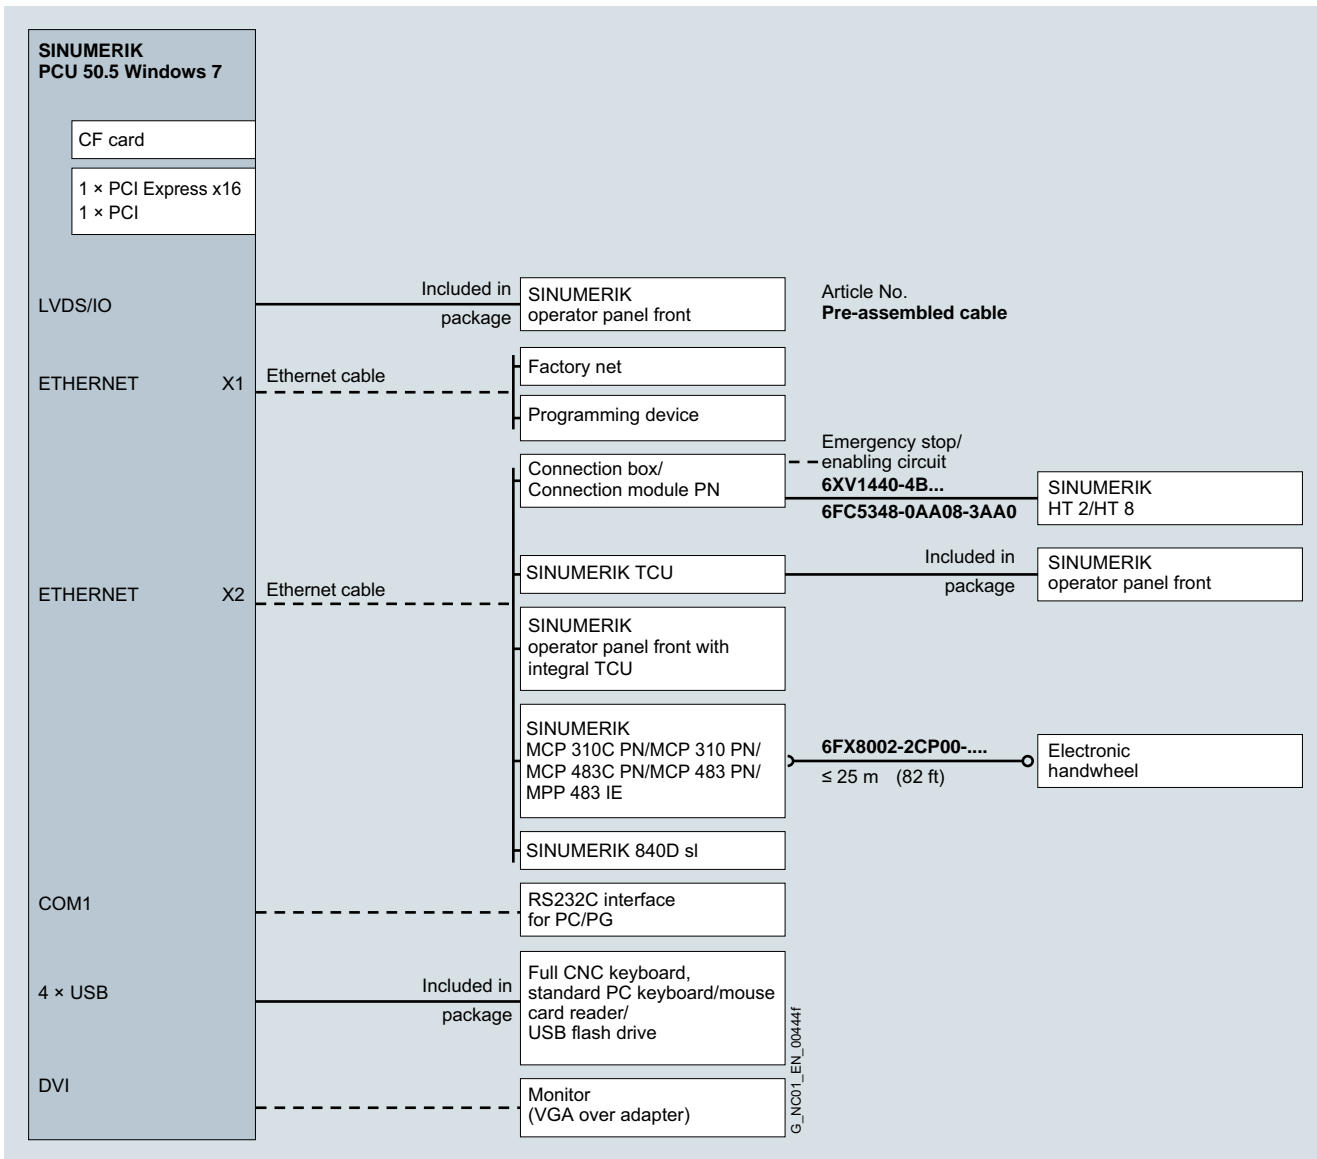 SINUMERIK
PCU 50.5 Windows 7
CF card
1 × PCI Express x16
1 × PCI
LVDS/IO
Included in
package
SINUMERIK
operator panel front
Article No.
Pre-assembled cable
ETHERNET X1
Ethernet cable
Factory net
Programming device
Connection box/
Connection module PN
Emergency stop/
enabling circuit
6XV1440-4B...
6FC5348-0AA08-3AA0
SINUMERIK
HT 2/HT 8
ETHERNET X2
Ethernet cable
SINUMERIK TCU
Included in
package
SINUMERIK
operator panel front
SINUMERIK
operator panel front with
integral TCU
SINUMERIK
MCP 310C PN/MCP 310 PN/
MCP 483C PN/MCP 483 PN/
MPP 483 IE
6FX8002-2CP00-....
≤ 25 m (82 ft)
Electronic
handwheel
SINUMERIK 840D sl
COM1
RS232C interface
for PC/PG
4 × USB
Included in
package
Full CNC keyboard,
standard PC keyboard/mouse
card reader/
USB flash drive
DVI
Monitor
(VGA over adapter)
G_NC01_EN_00444f